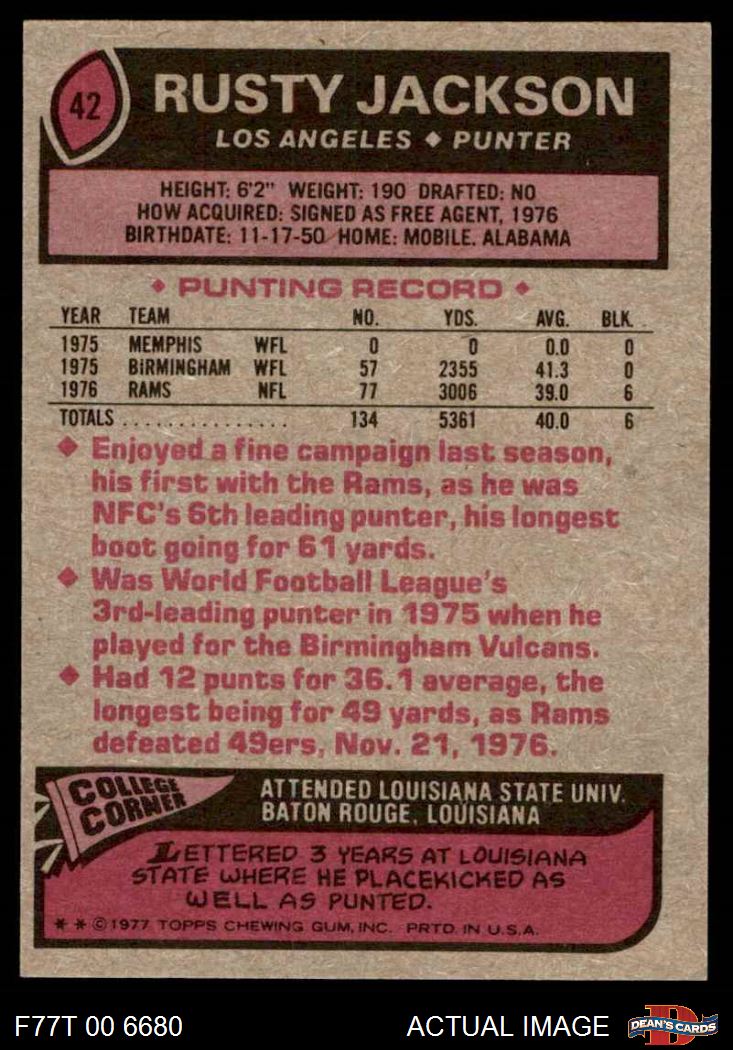 42
RUSTY JACKSON
LOS ANGELES ◆ PUNTER
HEIGHT: 6'2" WEIGHT: 190 DRAFTED: NO
HOW ACQUIRED: SIGNED AS FREE AGENT, 1976
BIRTHDATE: 11-17-50 HOME: MOBILE, ALABAMA
◆ PUNTING RECORD ◆
YEAR TEAM NO. YDS. AVG. BLK.
1975 MEMPHIS WFL 0 0 0.0 0
1975 BIRMINGHAM WFL 57 2355 41.3 0
1976 RAMS NFL 77 3006 39.0 6
TOTALS ............... 134 5361 40.0 6
◆ Enjoyed a fine campaign last season,
his first with the Rams, as he was
NFC's 6th leading punter, his longest
boot going for 61 yards.
◆ Was World Football League's
3rd-leading punter in 1975 when he
played for the Birmingham Vulcans.
◆ Had 12 punts for 36.1 average, the
longest being for 49 yards, as Rams
defeated 49ers, Nov. 21, 1976.
COLLEGE
CORNER
ATTENDED LOUISIANA STATE UNIV.
BATON ROUGE, LOUISIANA
LETTERED 3 YEARS AT LOUISIANA
STATE WHERE HE PLACEKICKED AS
WELL AS PUNTED.
* * © 1977 TOPPS CHEWING GUM, INC. PRTD. IN U.S.A.
F77T 00 6680 ACTUAL IMAGE
D
DEAN'S CARDS